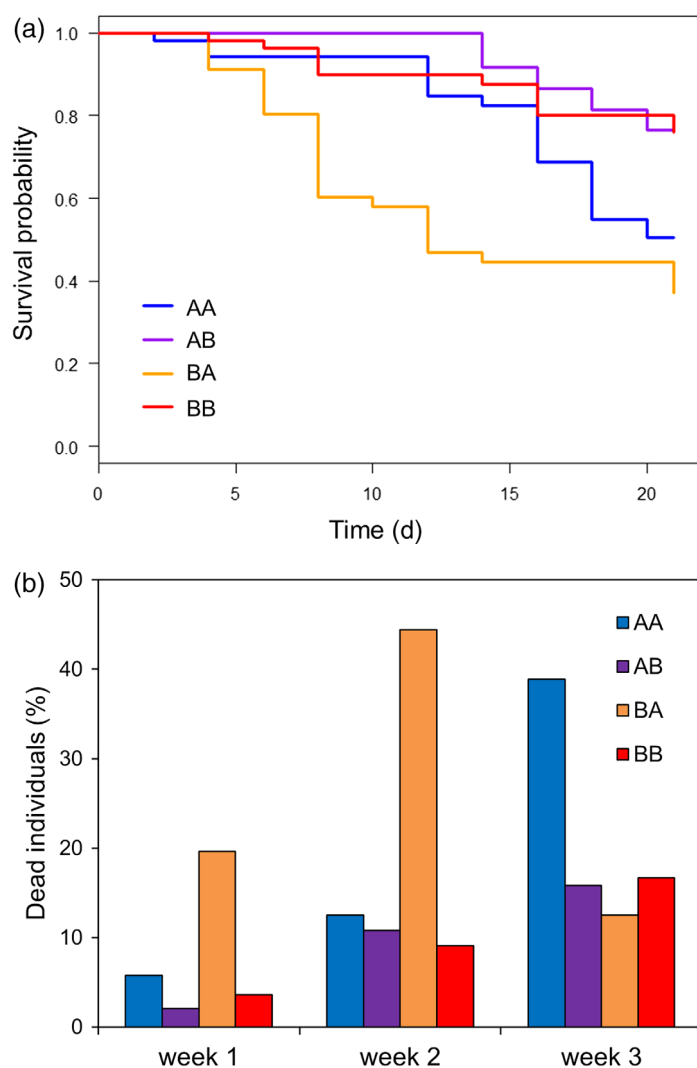 (a)
1.0
0.8
0.6
0.4
0.2
0.0
Survival probability
AA
AB
BA
BB
0 5 10 15 20
Time (d)
(b)
50
40
30
20
10
0
Dead individuals (%)
AA
AB
BA
BB
week 1 week 2 week 3